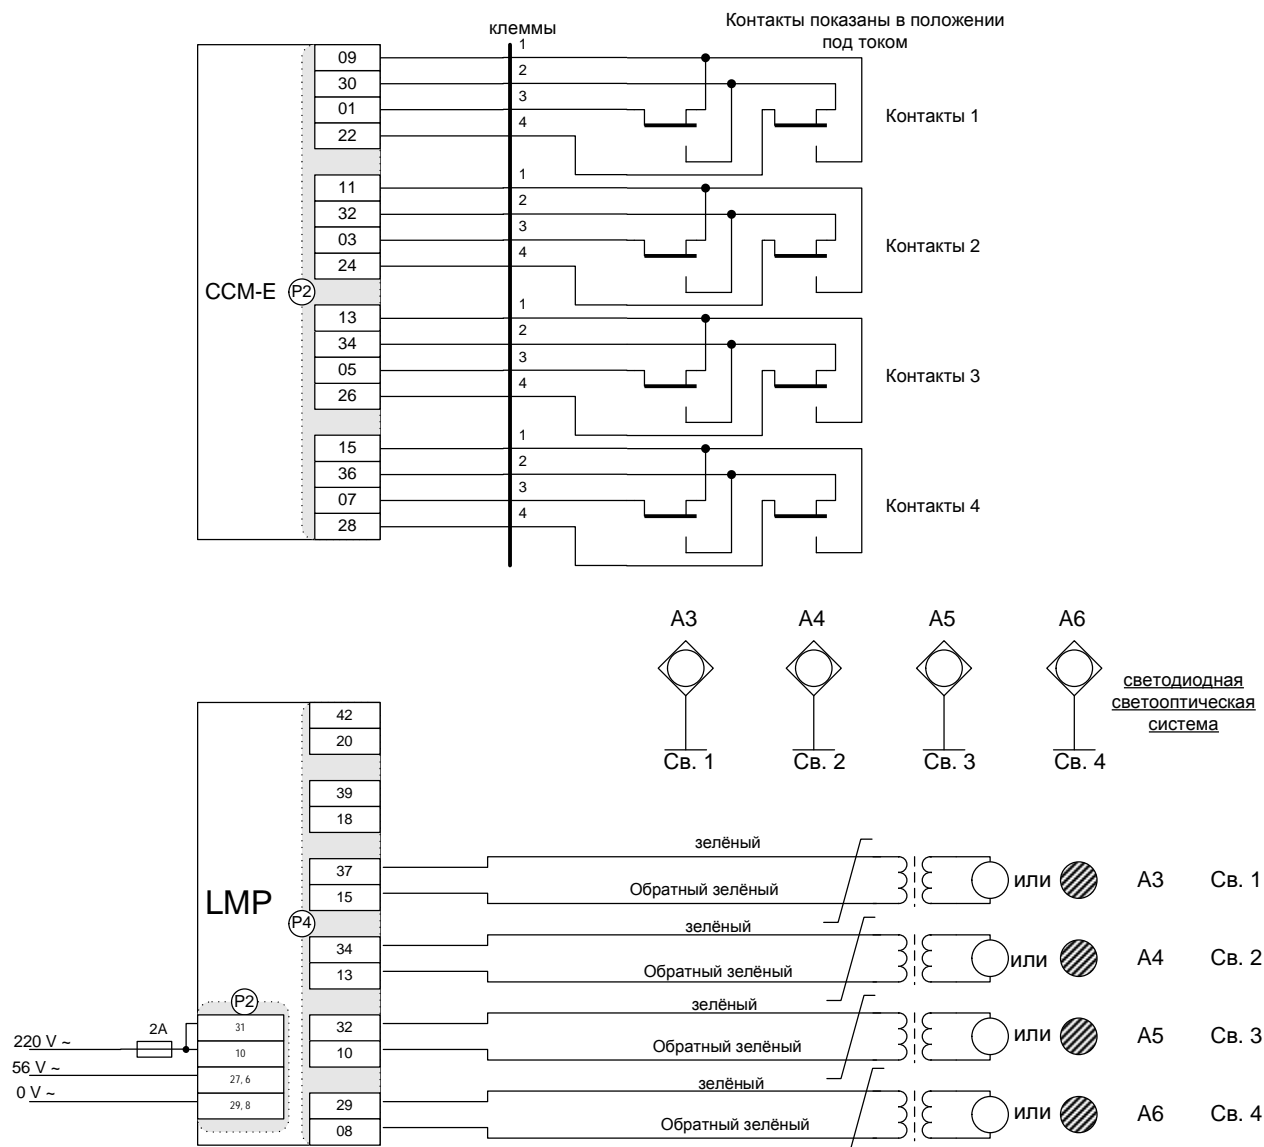 клеммы
Контакты показаны в положении
под током
CCM-E
P2
09
30
01
22
1
2
3
4
Контакты 1
11
32
03
24
1
2
3
4
Контакты 2
13
34
05
26
1
2
3
4
Контакты 3
15
36
07
28
1
2
3
4
Контакты 4
A3
A4
A5
A6
Св. 1
Св. 2
Св. 3
Св. 4
светодиодная
светооптическая
система
LMP
P4
42
20
39
18
37
15
34
13
32
10
29
08
P2
31
10
27, 6
29, 8
2A
220 V ~
56 V ~
0 V ~
зелёный
Обратный зелёный
или
A3 Св. 1
зелёный
Обратный зелёный
или
A4 Св. 2
зелёный
Обратный зелёный
или
A5 Св. 3
зелёный
Обратный зелёный
или
A6 Св. 4